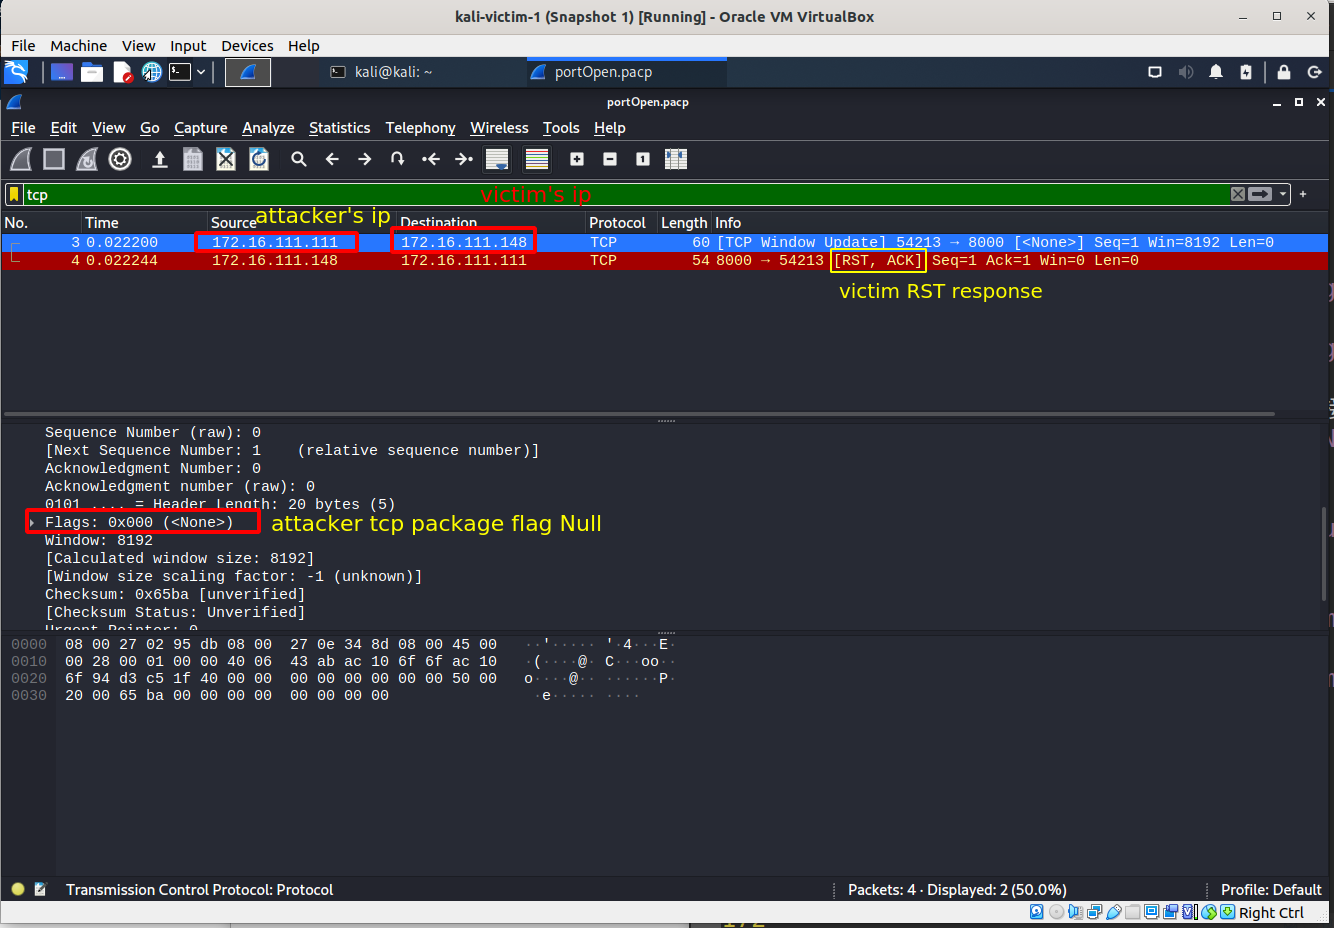 kali-victim-1 (Snapshot 1) [Running] - Oracle VM VirtualBox
File Machine View Input Devices Help
kali@kali: ~ portOpen.pacp
portOpen.pacp
File Edit View Go Capture Analyze Statistics Telephony Wireless Tools Help
tcp victim's ip
attacker's ip
No. Time Source Destination Protocol Length Info
3 0.022200 172.16.111.111 172.16.111.148 TCP 60 [TCP Window Update] 54213 → 8000 [<None>] Seq=1 Win=8192 Len=0
4 0.022244 172.16.111.148 172.16.111.111 TCP 54 8000 → 54213 [RST, ACK] Seq=1 Ack=1 Win=0 Len=0
victim RST response
Sequence Number (raw): 0
[Next Sequence Number: 1 (relative sequence number)]
Acknowledgment Number: 0
Acknowledgment number (raw): 0
0101 .... = Header Length: 20 bytes (5)
Flags: 0x000 (<None>) attacker tcp package flag Null
Window: 8192
[Calculated window size: 8192]
[Window size scaling factor: -1 (unknown)]
Checksum: 0x65ba [unverified]
[Checksum Status: Unverified]
Urgent Pointer: 0
0000 08 00 27 02 95 db 08 00 27 0e 34 8d 08 00 45 00 ··'····· '·4···E·
0010 00 28 00 01 00 00 40 06 43 ab ac 10 6f 6f ac 10 ·(····@· C···oo··
0020 6f 94 d3 c5 1f 40 00 00 00 00 00 00 00 00 50 00 o····@·· ······P·
0030 20 00 65 ba 00 00 00 00 00 00 00 00 ·e····· ····
Transmission Control Protocol: Protocol Packets: 4 · Displayed: 2 (50.0%) Profile: Default
Right Ctrl